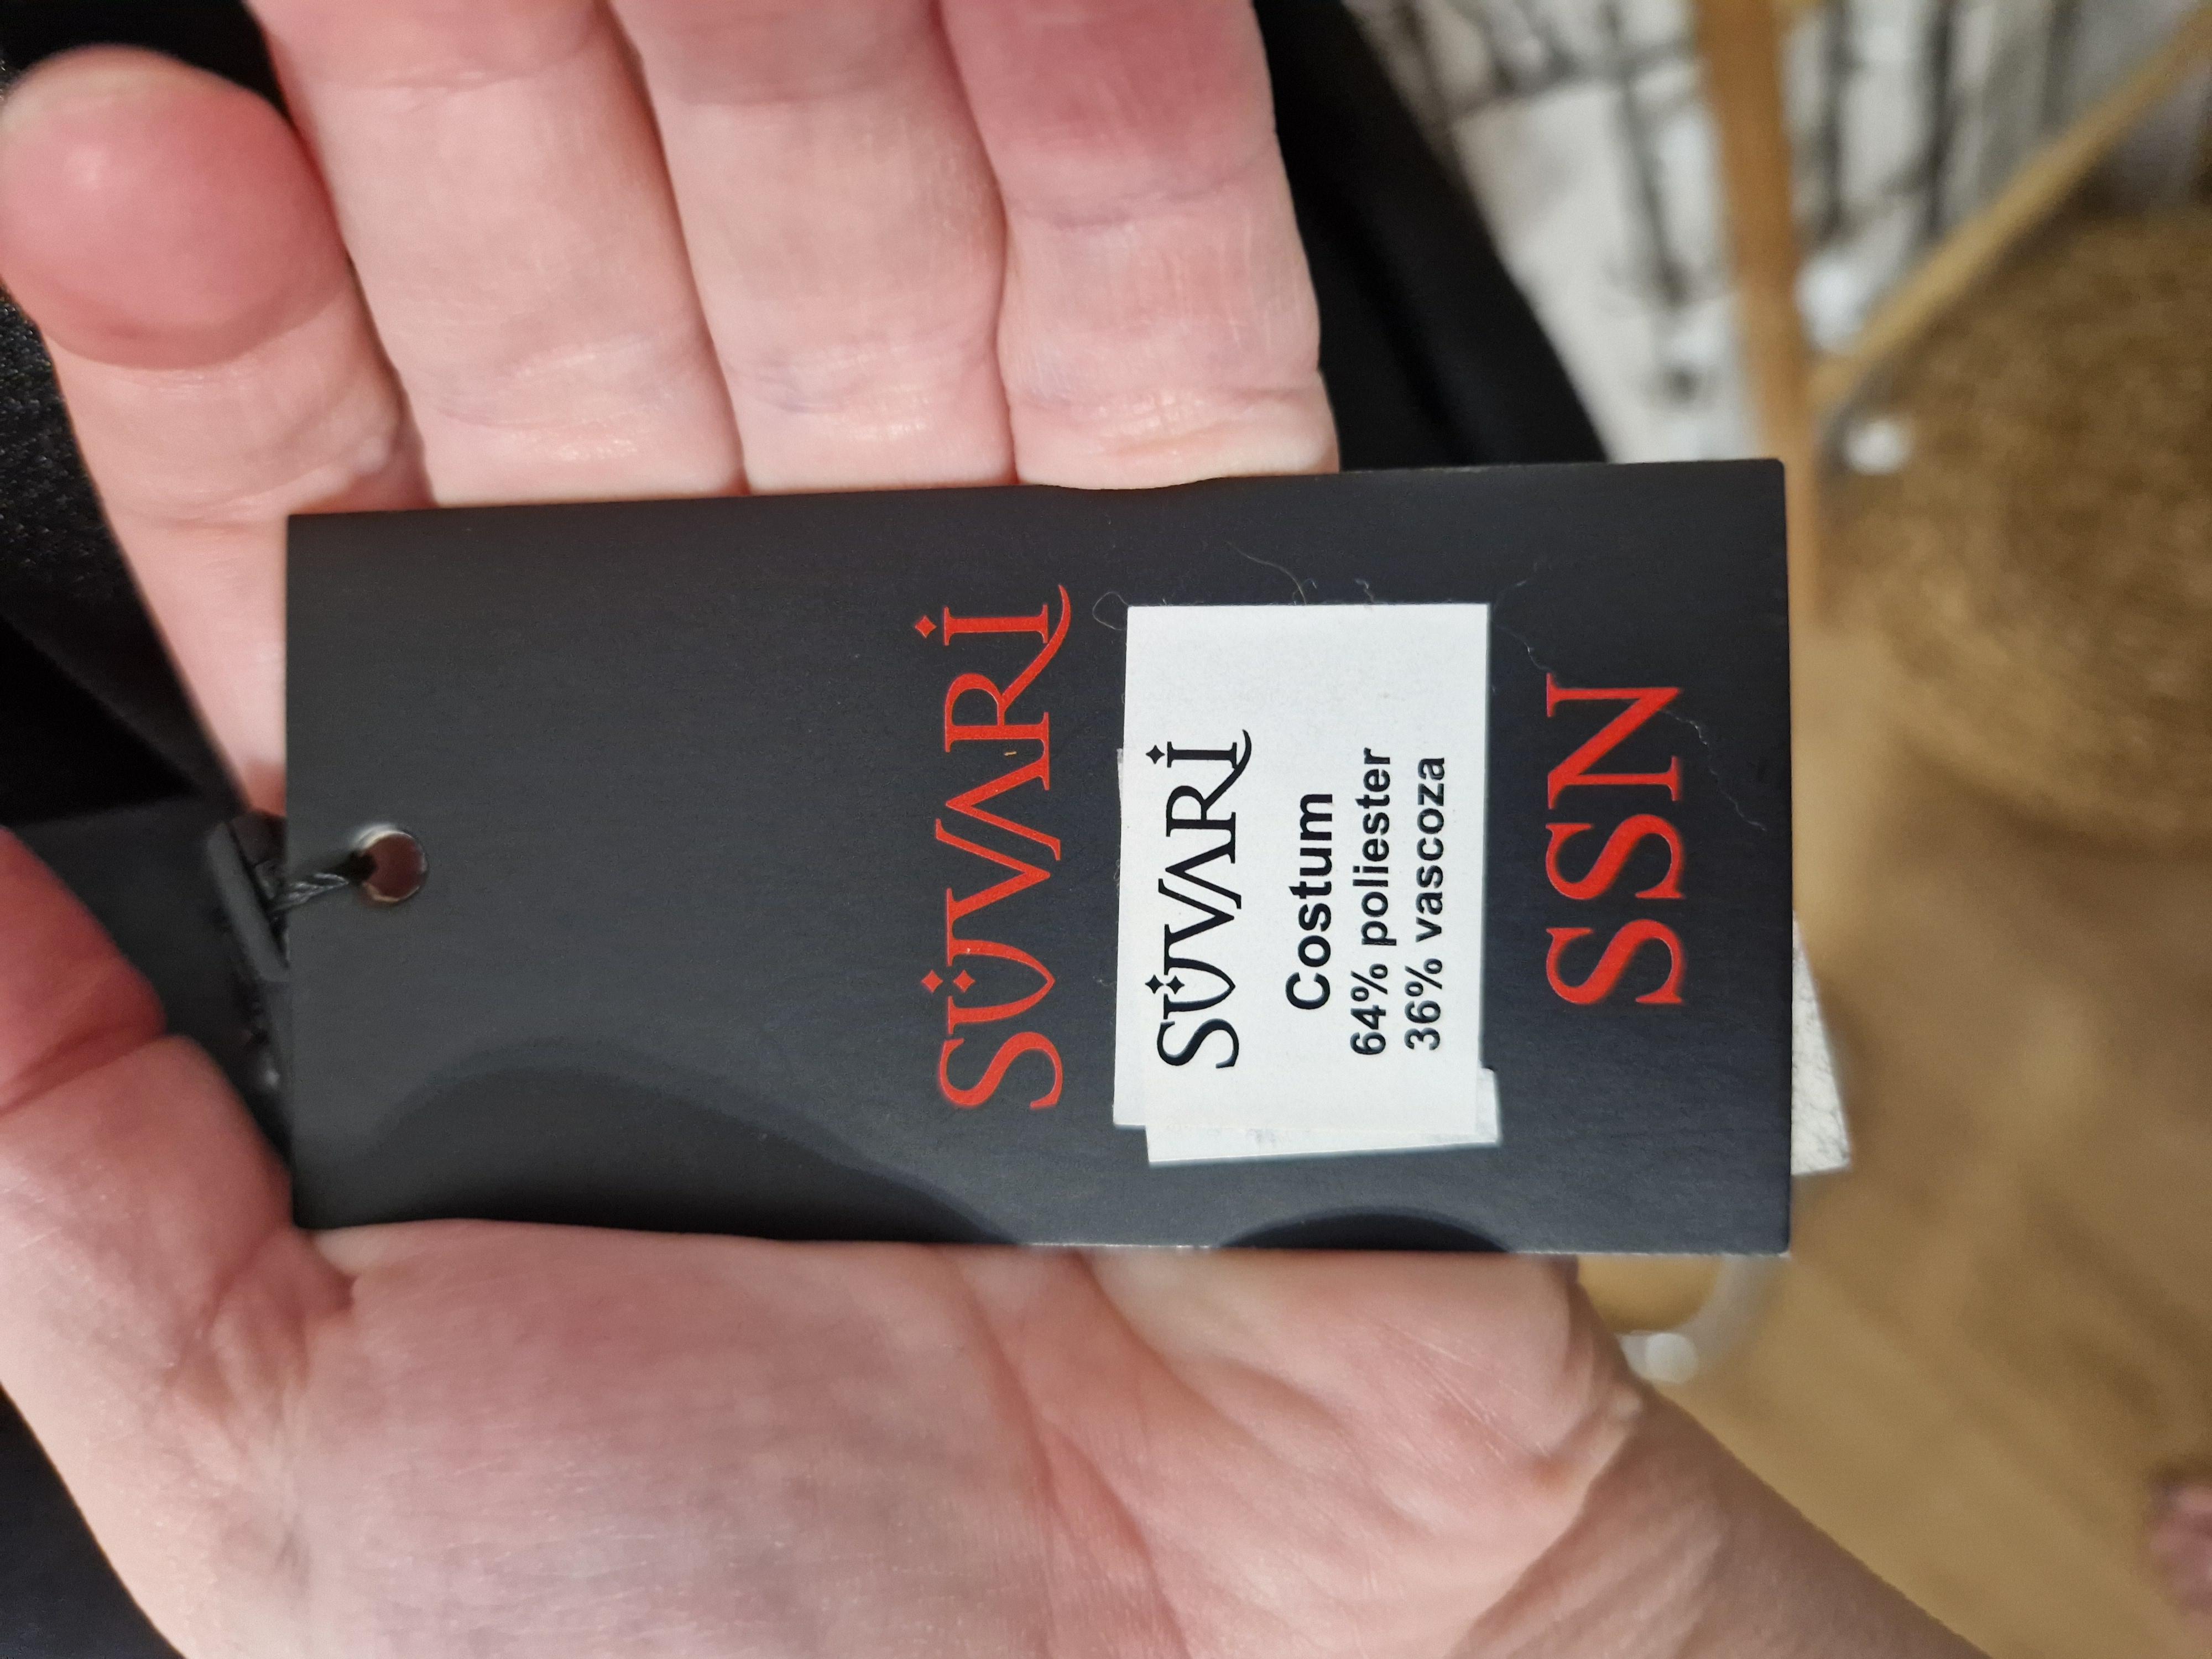 SÜVARİ
SÜVARİ
Costum
64% poliester
36% vascoza
SSN